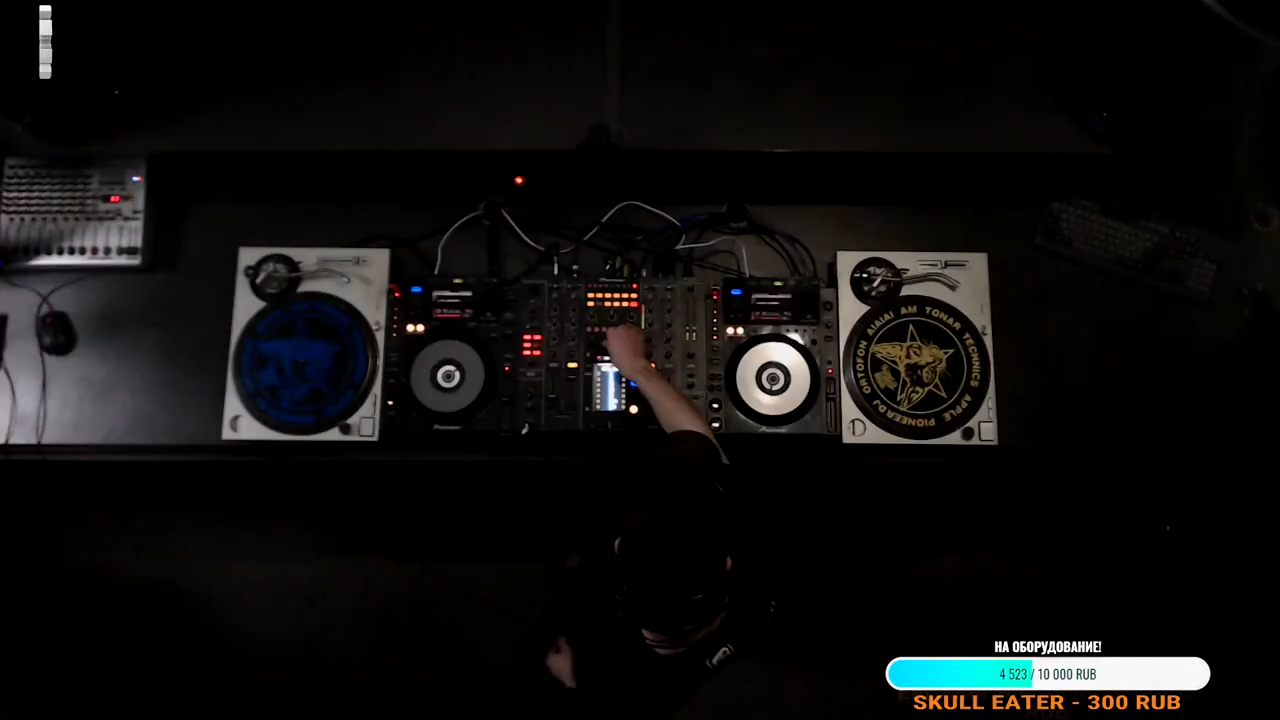 ORTOFON AIAIAI AM TONAR TECHNICS APPLE PIONEER DJ
НА ОБОРУДОВАНИЕ!
4 523 / 10 000 RUB
SKULL EATER - 300 RUB